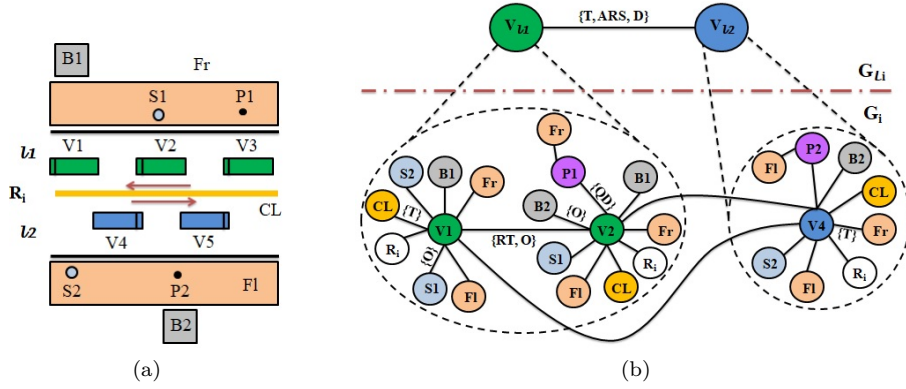 B1
Fr
S1
P1
l1
V1
V2
V3
Ri
CL
l2
V4
V5
S2
P2
Fl
B2
(a)
Vl1
{T, ARS, D}
Vl2
GLi
Gi
Fr
P1
{QD}
B1
S2
B1
Fr
CL
{T}
B2
{O}
V1
{RT, O}
V2
Fr
Ri
{O}
S1
Fl
S1
Fl
CL
Ri
P2
Fl
B2
CL
V4
Fr
{T}
S2
Fl
Ri
(b)